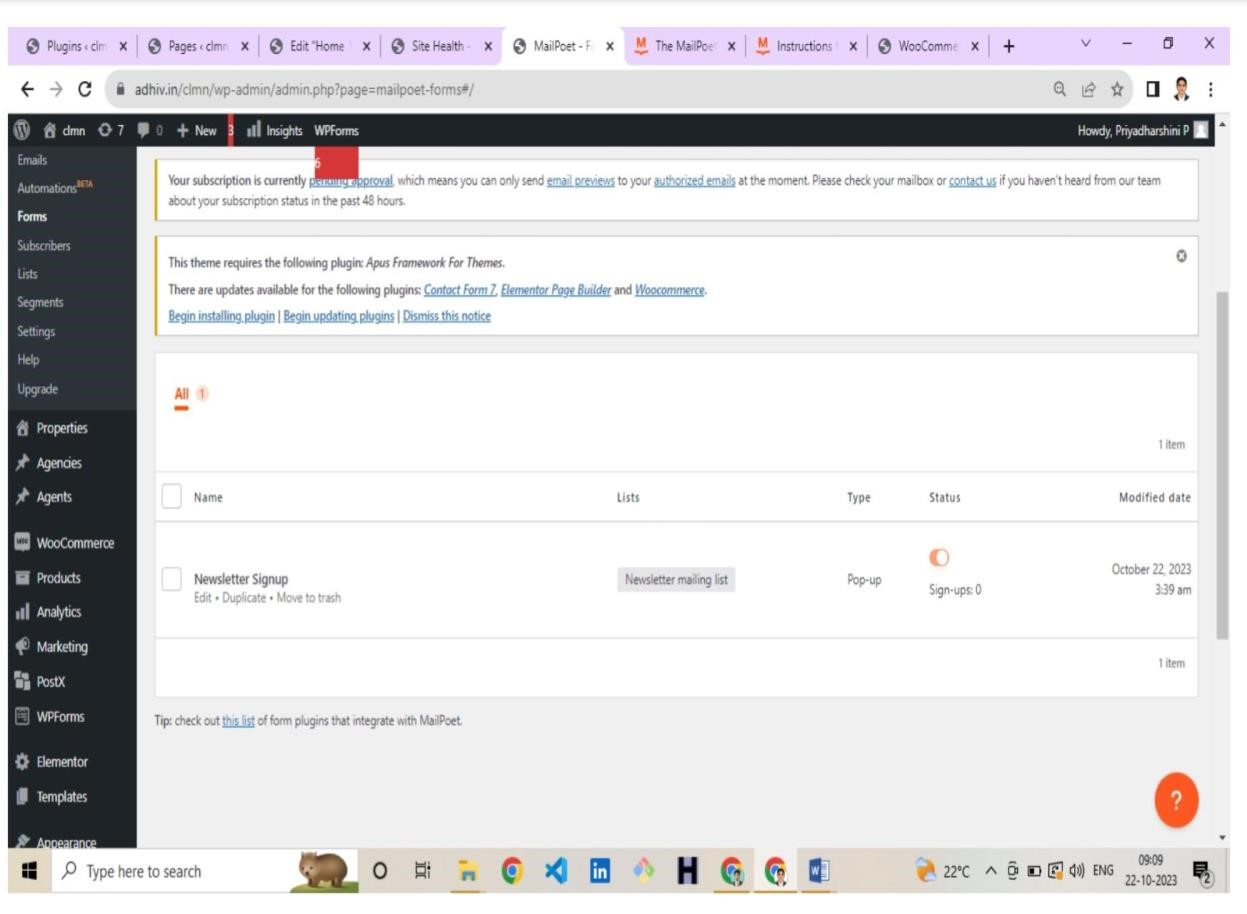 Plugins ‹ clm
Pages ‹ clmn
Edit "Home
Site Health -
MailPoet - F
The MailPoet
Instructions
WooComme
adhiv.in/clmn/wp-admin/admin.php?page=mailpoet-forms#/
clmn 7 0 + New 3 Insights WPForms
Howdy, Priyadharshini P
6
Emails
Automations BETA
Forms
Subscribers
Lists
Segments
Settings
Help
Upgrade
Properties
Agencies
Agents
WooCommerce
Products
Analytics
Marketing
PostX
WPForms
Elementor
Templates
Appearance
Your subscription is currently pending approval, which means you can only send email previews to your authorized emails at the moment. Please check your mailbox or contact us if you haven't heard from our team
about your subscription status in the past 48 hours.
This theme requires the following plugin: Apus Framework For Themes.
There are updates available for the following plugins: Contact Form 7, Elementor Page Builder and Woocommerce.
Begin installing plugin | Begin updating plugins | Dismiss this notice
All 1
1 item
Name Lists Type Status Modified date
Newsletter Signup Newsletter mailing list Pop-up October 22, 2023
Edit • Duplicate • Move to trash Sign-ups: 0 3:39 am
1 item
Tip: check out this list of form plugins that integrate with MailPoet.
?
Type here to search
22°C ENG 09:09
22-10-2023 2